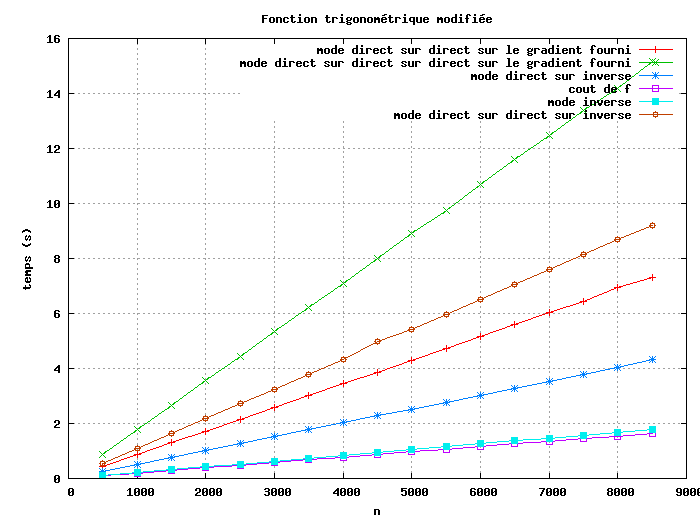 Fonction trigonométrique modifiée
mode direct sur direct sur le gradient fourni
mode direct sur direct sur direct sur le gradient fourni
mode direct sur inverse
cout de f
mode inverse
mode direct sur direct sur inverse
16
14
12
10
8
6
4
2
0
temps (s)
0 1000 2000 3000 4000 5000 6000 7000 8000 9000
n